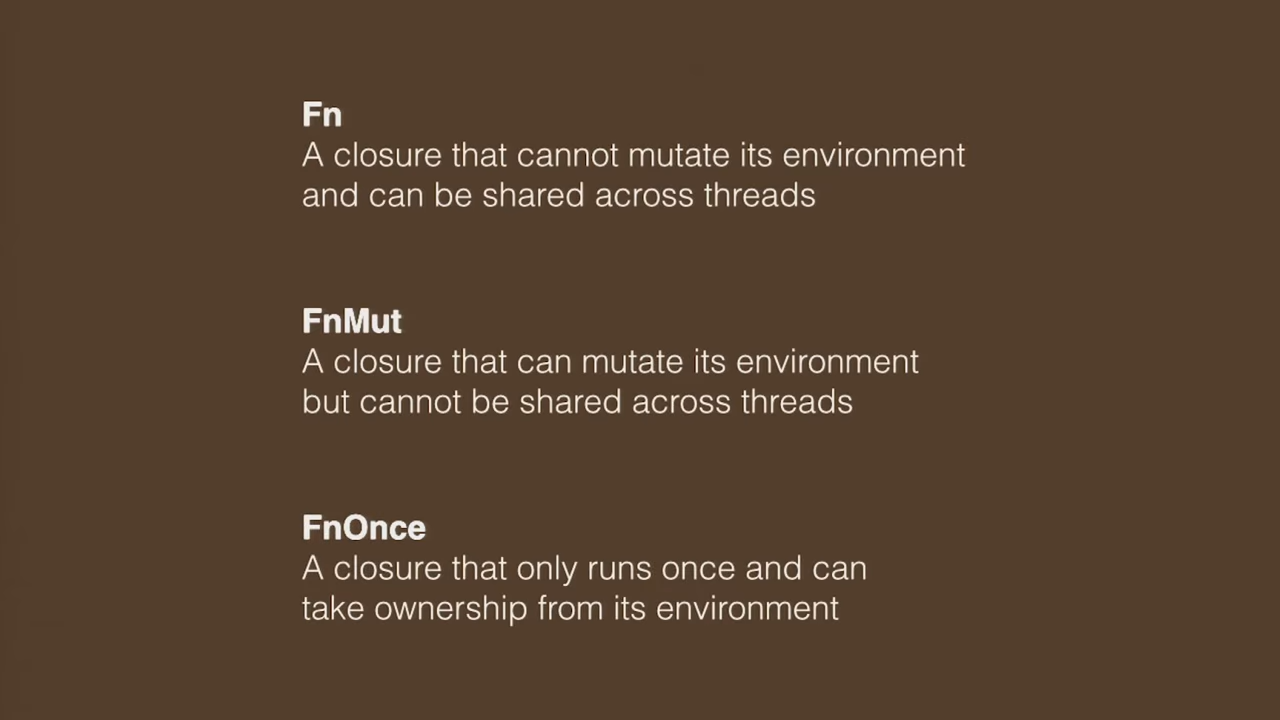 Fn
A closure that cannot mutate its environment
and can be shared across threads
FnMut
A closure that can mutate its environment
but cannot be shared across threads
FnOnce
A closure that only runs once and can
take ownership from its environment